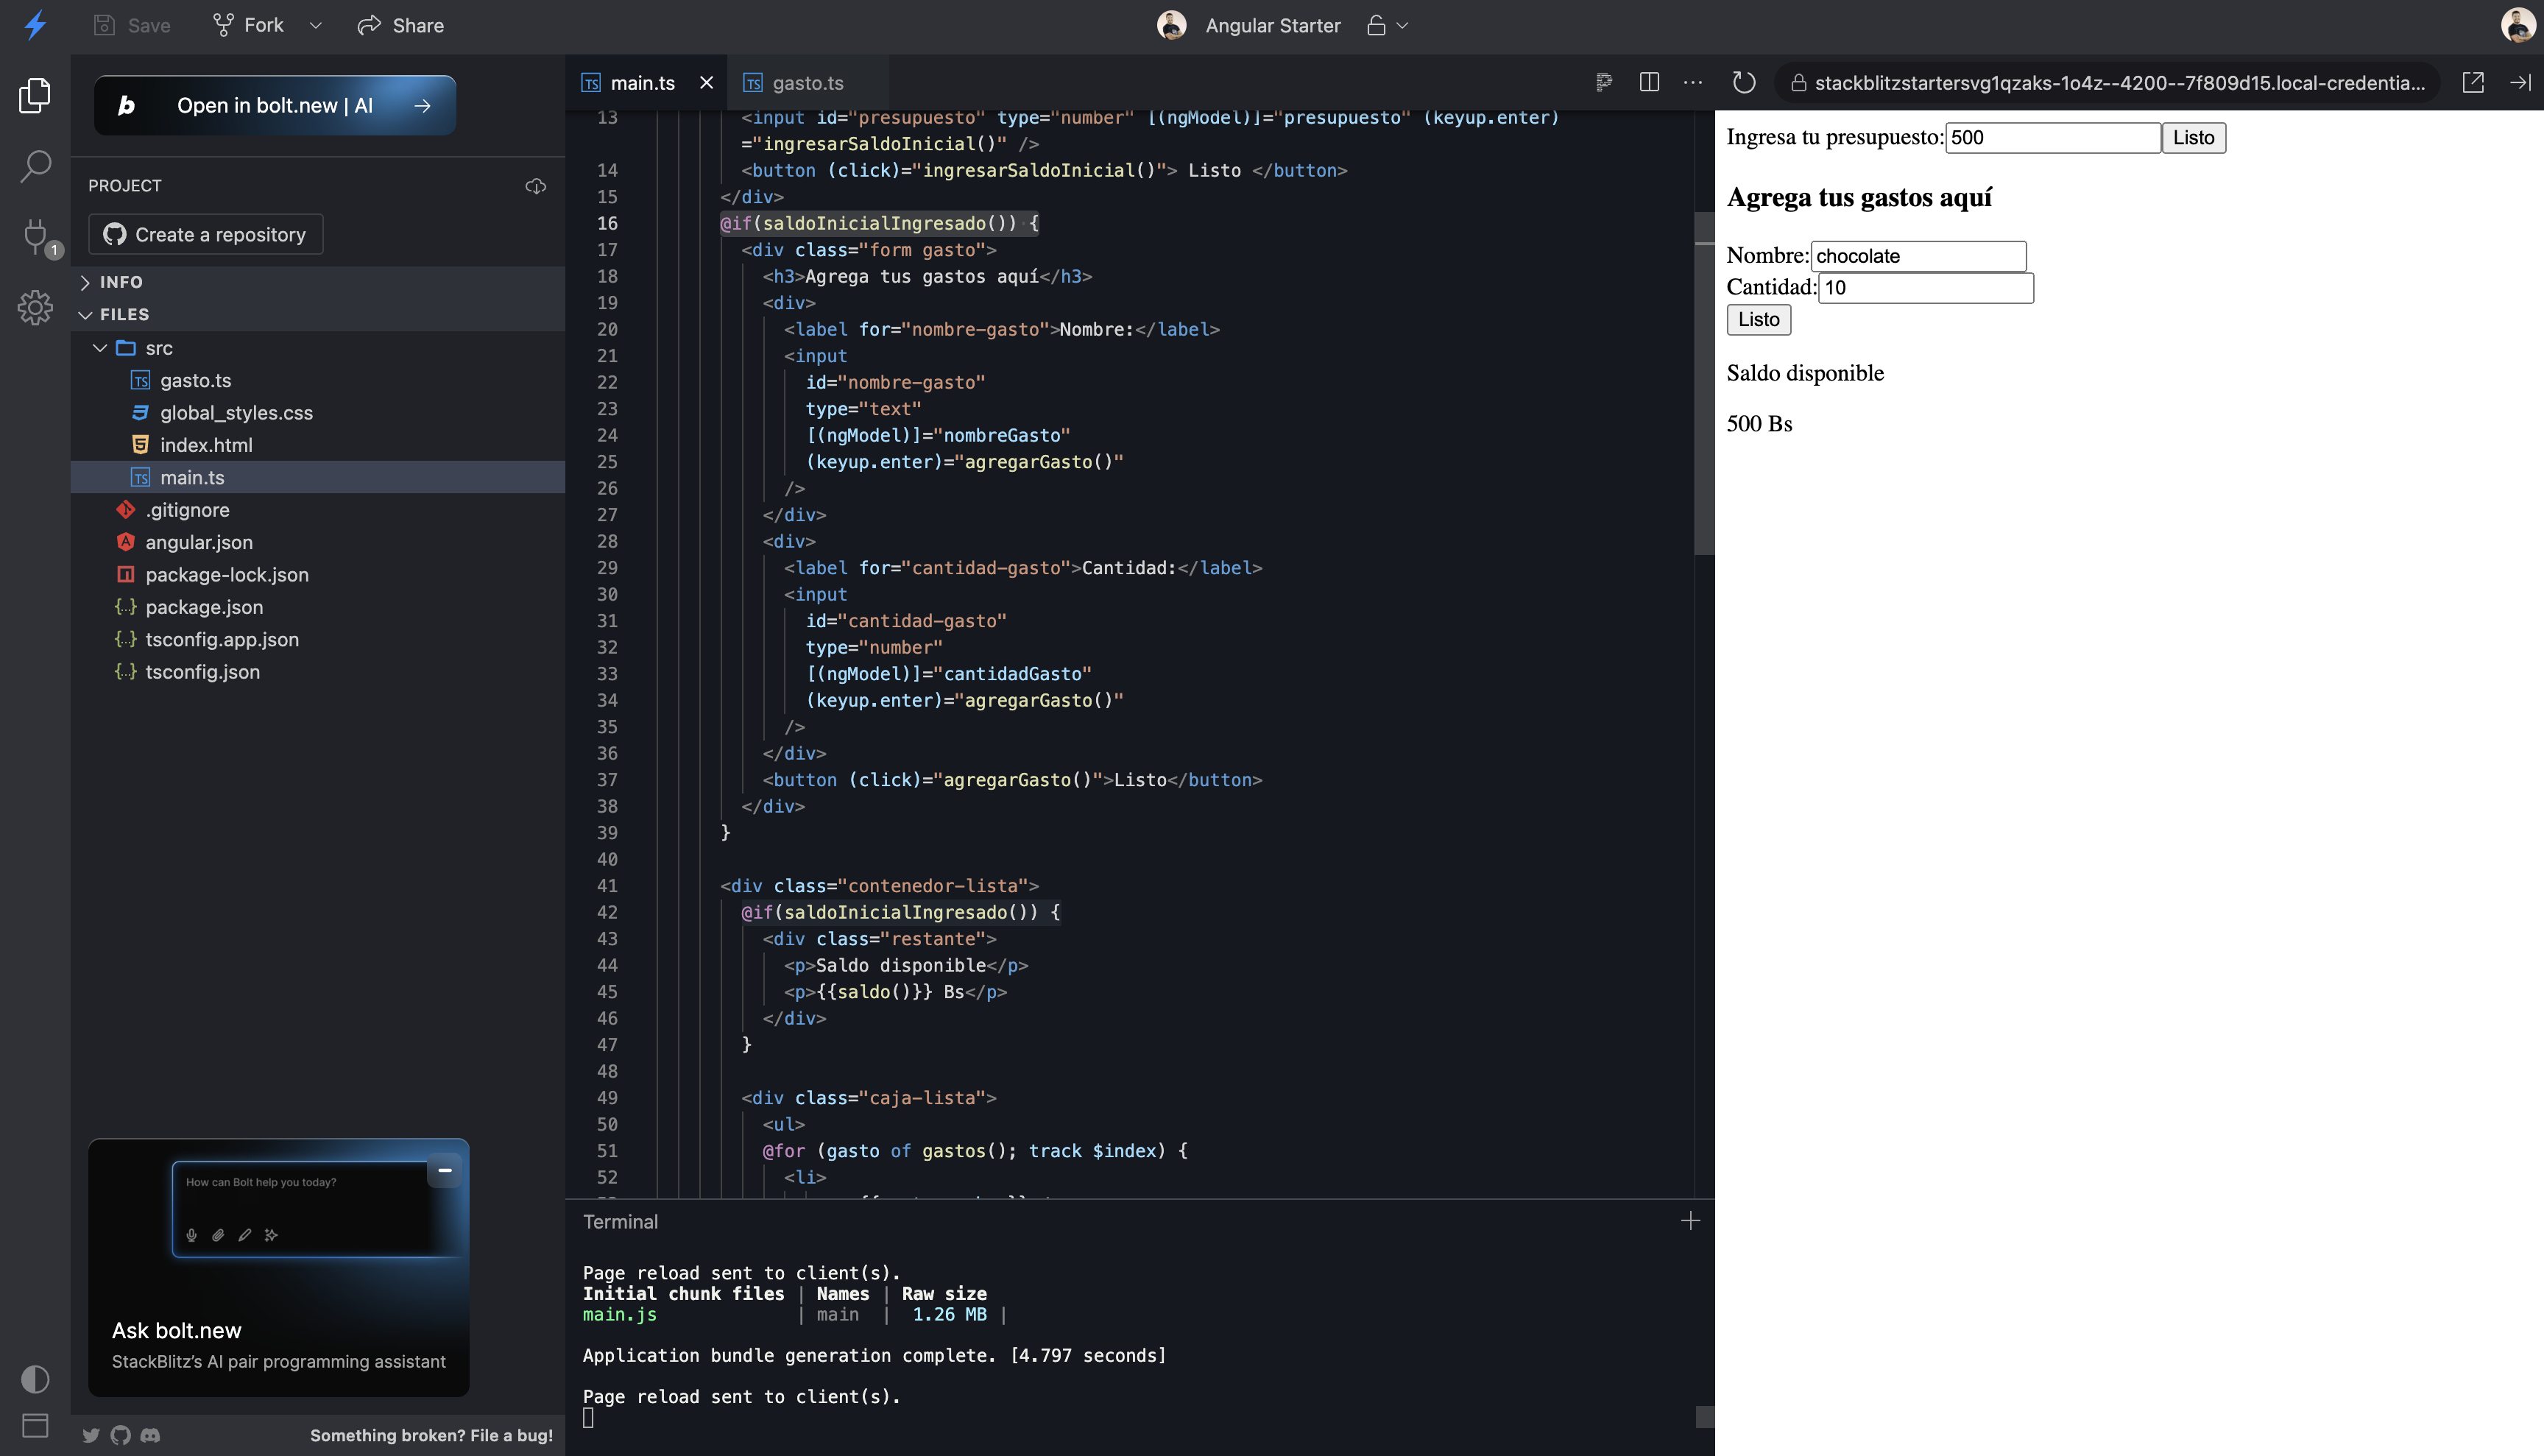 Save
Fork
Share
Angular Starter
Open in bolt.new | AI
PROJECT
Create a repository
1
INFO
FILES
src
gasto.ts
global_styles.css
index.html
main.ts
.gitignore
angular.json
package-lock.json
package.json
tsconfig.app.json
tsconfig.json
How can Bolt help you today?
Ask bolt.new
StackBlitz's AI pair programming assistant
Something broken? File a bug!
main.ts
gasto.ts
13 <input id="presupuesto" type="number" [(ngModel)]="presupuesto" (keyup.enter)
="ingresarSaldoInicial()" />
14 <button (click)="ingresarSaldoInicial()"> Listo </button>
15 </div>
16 @if(saldoInicialIngresado()) {
17 <div class="form gasto">
18 <h3>Agrega tus gastos aquí</h3>
19 <div>
20 <label for="nombre-gasto">Nombre:</label>
21 <input
22 id="nombre-gasto"
23 type="text"
24 [(ngModel)]="nombreGasto"
25 (keyup.enter)="agregarGasto()"
26 />
27 </div>
28 <div>
29 <label for="cantidad-gasto">Cantidad:</label>
30 <input
31 id="cantidad-gasto"
32 type="number"
33 [(ngModel)]="cantidadGasto"
34 (keyup.enter)="agregarGasto()"
35 />
36 </div>
37 <button (click)="agregarGasto()">Listo</button>
38 </div>
39 }
40
41 <div class="contenedor-lista">
42 @if(saldoInicialIngresado()) {
43 <div class="restante">
44 <p>Saldo disponible</p>
45 <p>{{saldo()}} Bs</p>
46 </div>
47 }
48
49 <div class="caja-lista">
50 <ul>
51 @for (gasto of gastos(); track $index) {
52 <li>
Terminal
Page reload sent to client(s).
Initial chunk files | Names | Raw size
main.js | main | 1.26 MB |
Application bundle generation complete. [4.797 seconds]
Page reload sent to client(s).
stackblitzstartersvg1qzaks-1o4z--4200--7f809d15.local-credentia...
Ingresa tu presupuesto: 500 Listo
Agrega tus gastos aquí
Nombre: chocolate
Cantidad: 10
Listo
Saldo disponible
500 Bs